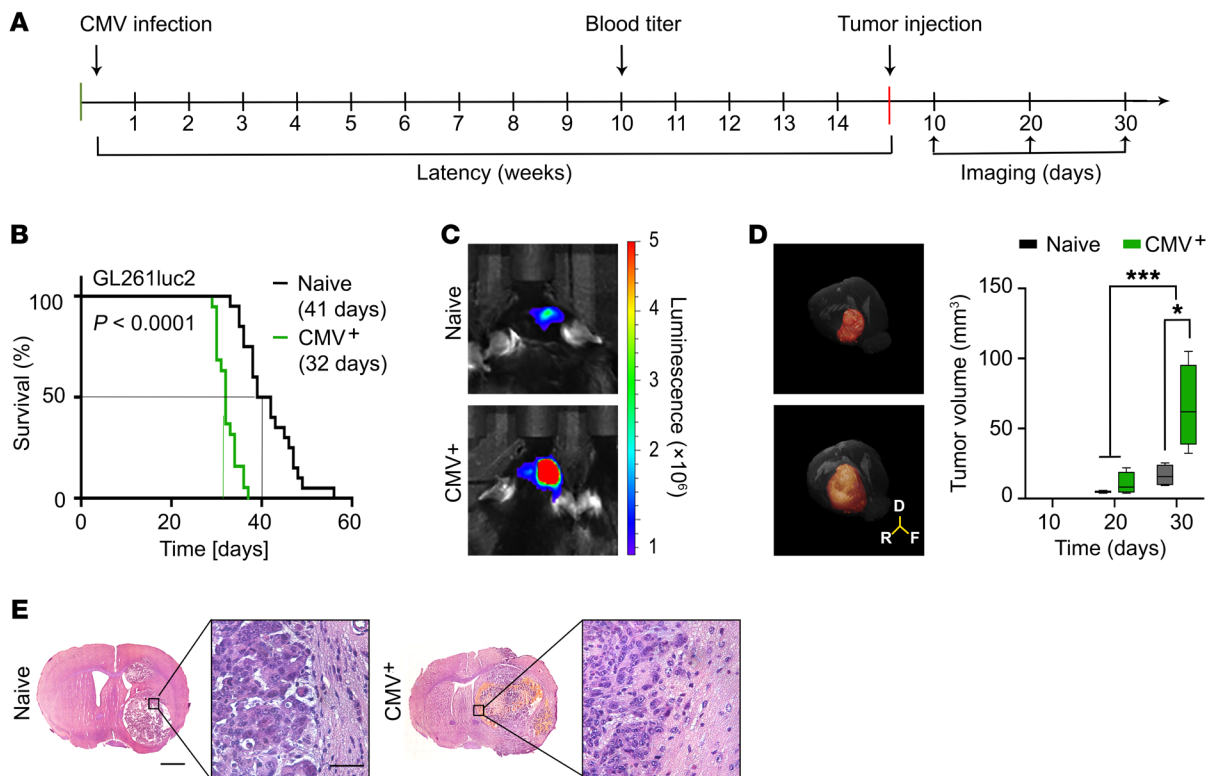 A
CMV infection
Blood titer
Tumor injection
1 2 3 4 5 6 7 8 9 10 11 12 13 14 10 20 30
Latency (weeks)
Imaging (days)
B
GL261luc2
P < 0.0001
Naive
(41 days)
CMV+
(32 days)
Survival (%)
100
50
0
0 20 40 60
Time [days]
C
Naive
CMV+
5
4
3
2
1
Luminescence (×10⁶)
D
D
R F
Naive CMV+
***
*
Tumor volume (mm³)
150
100
50
0
10 20 30
Time (days)
E
Naive
CMV+